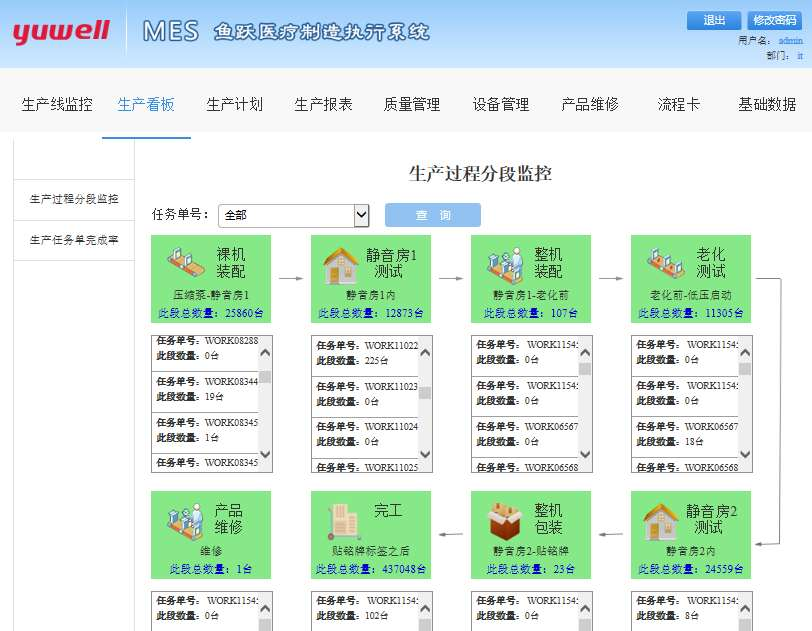 yuwell
MES 鱼跃医疗制造执行系统
退出
修改密码
用户名: admin
部门: it
生产线监控
生产看板
生产计划
生产报表
质量管理
设备管理
产品维修
流程卡
基础数据
生产过程分段监控
生产任务单完成率
生产过程分段监控
任务单号:
全部
查 询
裸机
装配
压缩泵-静音房1
此段总数量: 25860台
静音房1
测试
静音房1内
此段总数量: 12873台
整机
装配
静音房1-老化前
此段总数量: 107台
老化
测试
老化前-低压启动
此段总数量: 11305台
任务单号: WORK08288
此段数量: 0台
任务单号: WORK08344
此段数量: 19台
任务单号: WORK08345
此段数量: 1台
任务单号: WORK08345
任务单号: WORK11022
此段数量: 225台
任务单号: WORK11023
此段数量: 0台
任务单号: WORK11024
此段数量: 0台
任务单号: WORK11025
任务单号: WORK1154
此段数量: 0台
任务单号: WORK1154
此段数量: 0台
任务单号: WORK06567
此段数量: 0台
任务单号: WORK06568
任务单号: WORK1154
此段数量: 0台
任务单号: WORK1154
此段数量: 0台
任务单号: WORK06567
此段数量: 18台
任务单号: WORK06568
产品
维修
维修
此段总数量: 1台
完工
贴铭牌标签之后
此段总数量: 437048台
整机
包装
静音房2-贴铭牌
此段总数量: 23台
静音房2
测试
静音房2内
此段总数量: 24559台
任务单号: WORK1154
此段数量: 0台
任务单号: WORK1154
此段数量: 102台
任务单号: WORK1154
此段数量: 0台
任务单号: WORK1154
此段数量: 8台